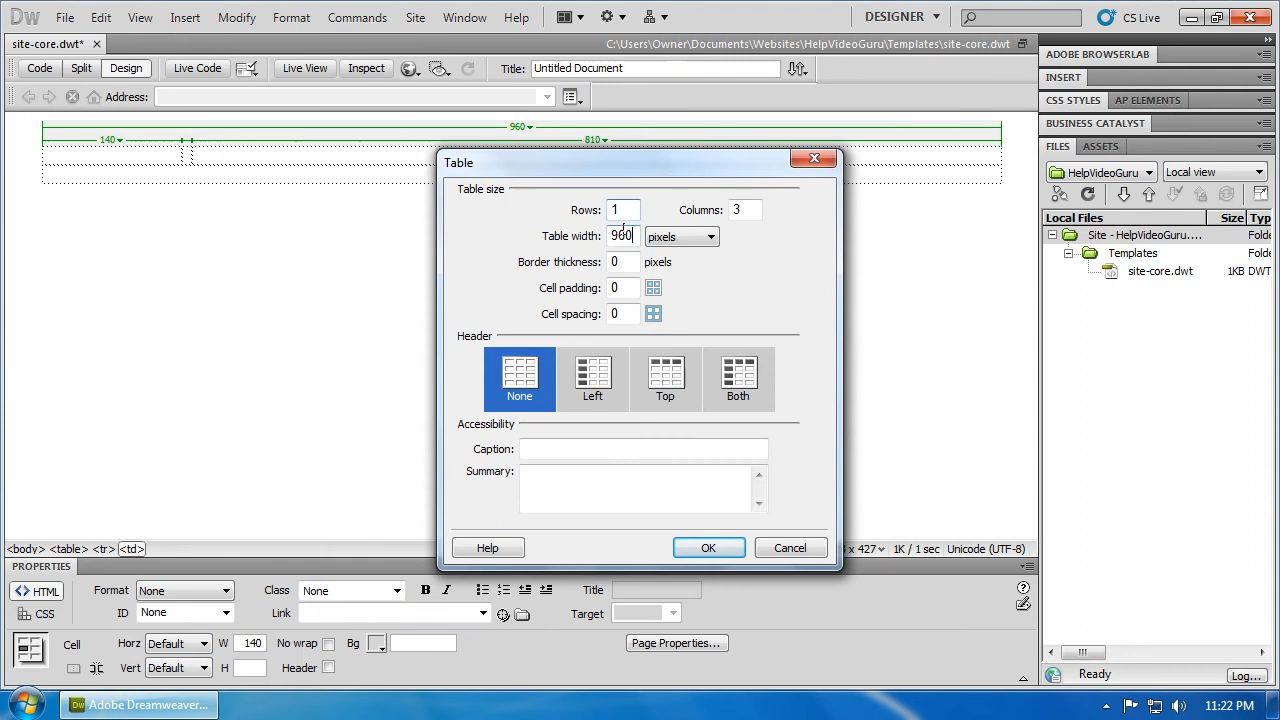 Dw File Edit View Insert Modify Format Commands Site Window Help DESIGNER CS Live
site-core.dwt* C:\Users\Owner\Documents\Websites\HelpVideoGuru\Templates\site-core.dwt
Code Split Design Live Code Live View Inspect Title: Untitled Document
Address:
960
140 810
Table
Table size
Rows: 1 Columns: 3
Table width: 960 pixels
Border thickness: 0 pixels
Cell padding: 0
Cell spacing: 0
Header
None Left Top Both
Accessibility
Caption:
Summary:
Help OK Cancel
ADOBE BROWSERLAB
INSERT
CSS STYLES AP ELEMENTS
BUSINESS CATALYST
FILES ASSETS
HelpVideoGuru Local view
Local Files Size Type
Site - HelpVideoGuru.... Folde
Templates Folde
site-core.dwt 1KB DWT
Ready Log...
<body> <table> <tr> <td> x 427 1K / 1 sec Unicode (UTF-8)
PROPERTIES
HTML Format None Class None B I Title
CSS ID None Link Target
Cell Horz Default W 140 No wrap Bg Page Properties...
Vert Default H Header
Dw Adobe Dreamweaver... 11:22 PM